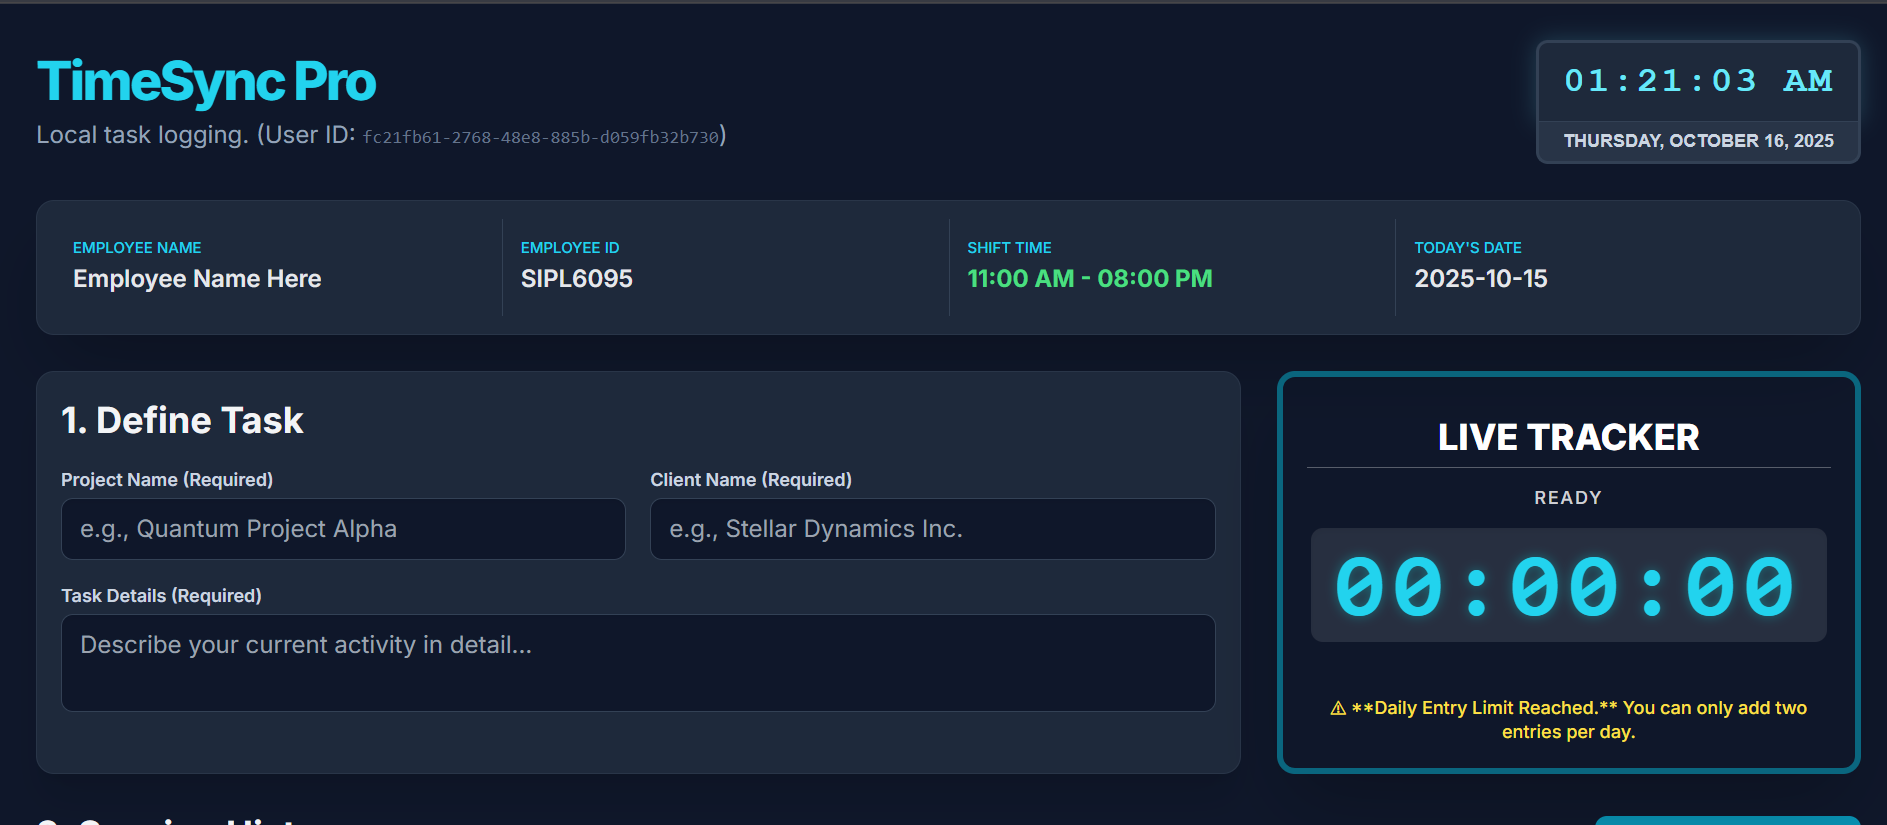 TimeSync Pro
Local task logging. (User ID: fc21fb61-2768-48e8-885b-d059fb32b730)
01:21:03 AM
THURSDAY, OCTOBER 16, 2025
EMPLOYEE NAME
Employee Name Here
EMPLOYEE ID
SIPL6095
SHIFT TIME
11:00 AM - 08:00 PM
TODAY'S DATE
2025-10-15
1. Define Task
Project Name (Required)
e.g., Quantum Project Alpha
Client Name (Required)
e.g., Stellar Dynamics Inc.
Task Details (Required)
Describe your current activity in detail...
LIVE TRACKER
READY
00:00:00
⚠ **Daily Entry Limit Reached.** You can only add two
entries per day.